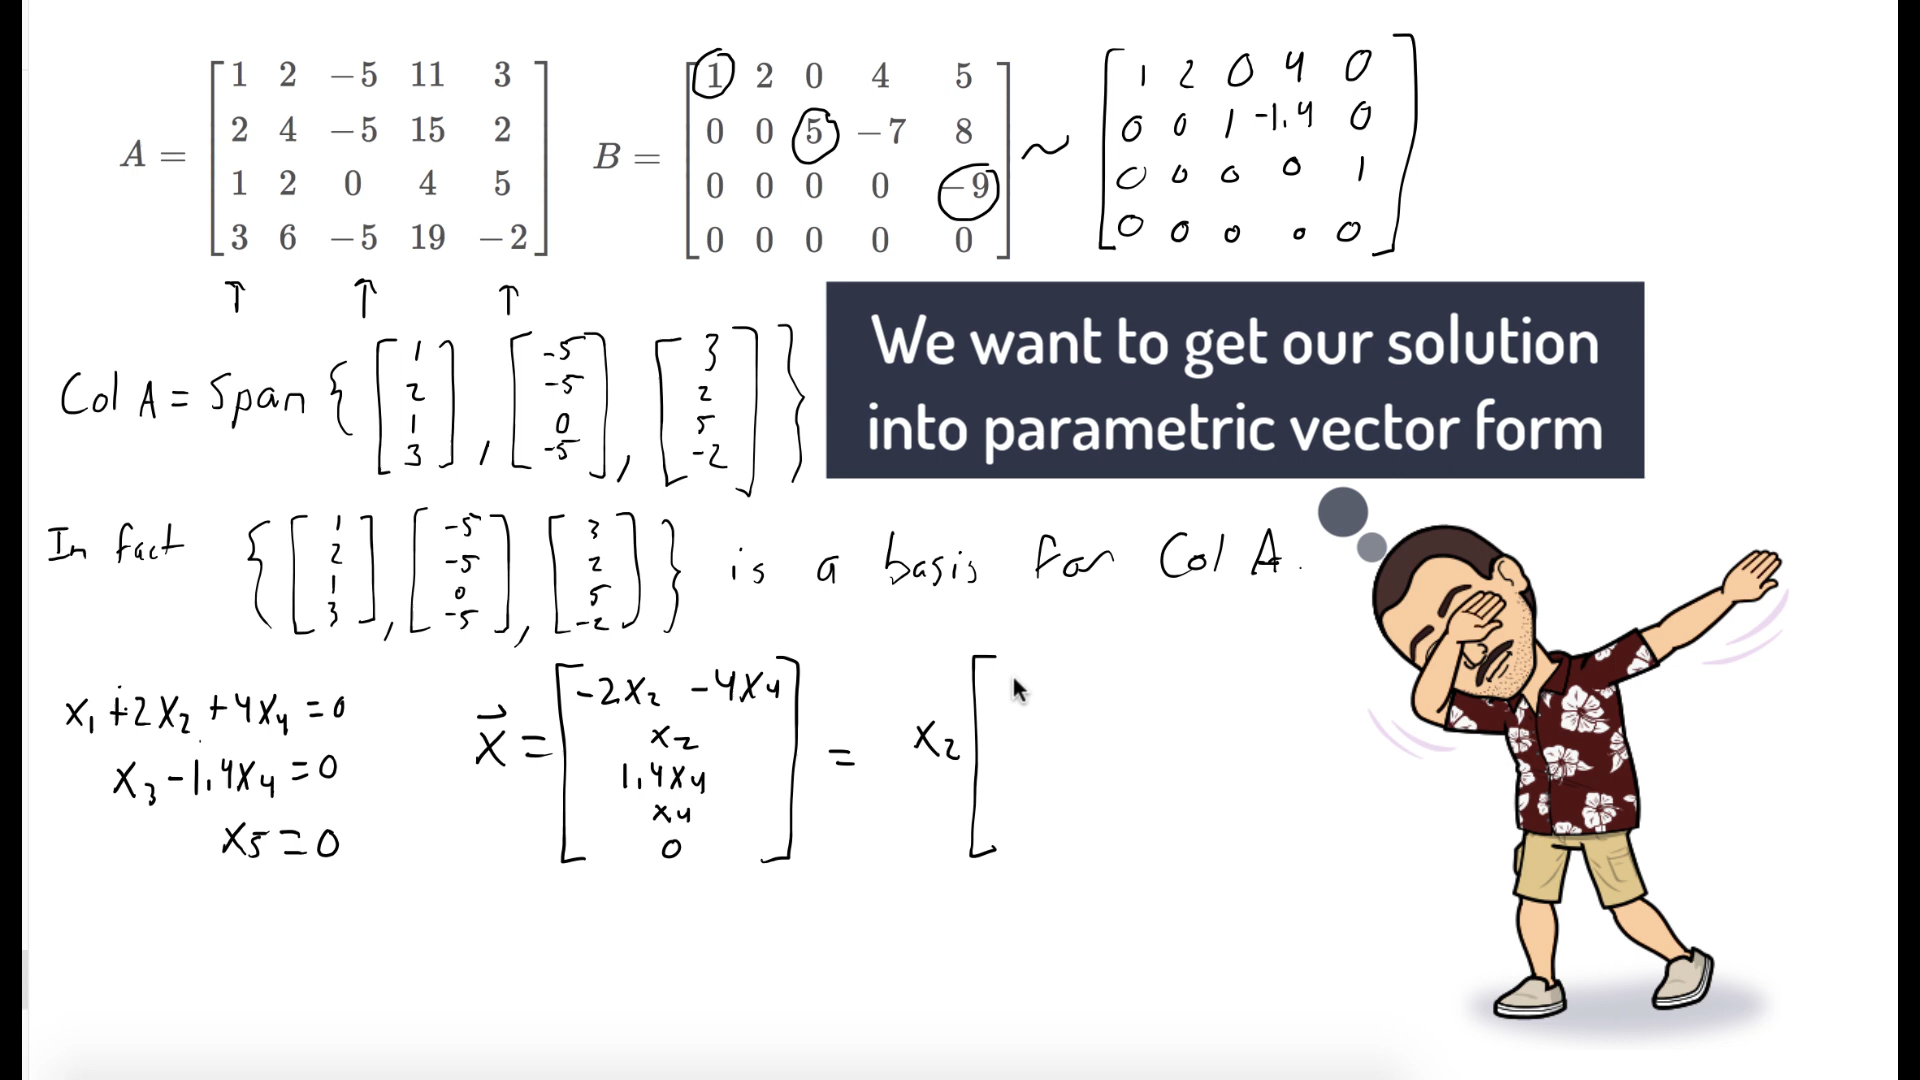 A = [ 1 2 −5 11 3 B = [ 1 2 0 4 5 ~ [ 1 2 0 4 0
2 4 −5 15 2 0 0 5 −7 8 0 0 1 -1.4 0
1 2 0 4 5 0 0 0 0 −9 0 0 0 0 1
3 6 −5 19 −2 ] 0 0 0 0 0 ] 0 0 0 0 0 ]
↑ ↑ ↑
Col A = Span { [ 1 2 1 3 ] , [ -5 -5 0 -5 ] , [ 3 2 5 -2 ] }
We want to get our solution
into parametric vector form
In fact { [ 1 2 1 3 ] , [ -5 -5 0 -5 ] , [ 3 2 5 -2 ] } is a basis for Col A.
x₁ + 2x₂ + 4x₄ = 0
x₃ - 1.4x₄ = 0
x₅ = 0
x⃗ = [ -2x₂ -4x₄
x₂
1.4x₄
x₄
0 ] = x₂ [